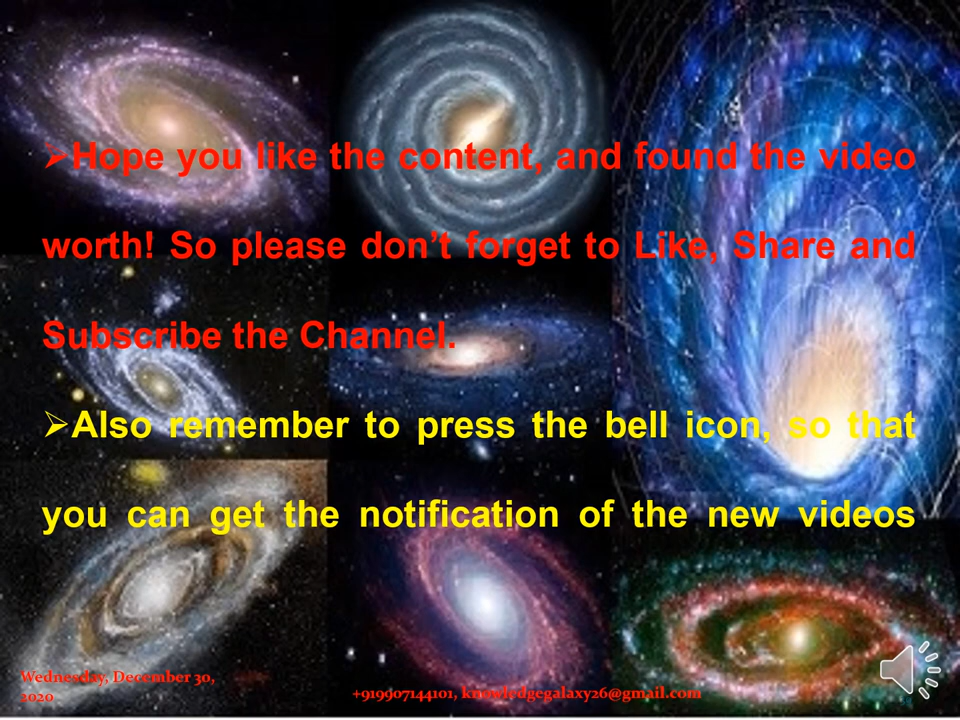 ➢Hope you like the content, and found the video
worth! So please don’t forget to Like, Share and
Subscribe the Channel.
➢Also remember to press the bell icon, so that
you can get the notification of the new videos
Wednesday, December 30,
2020
+919907144101, knowledgegalaxy26@gmail.com